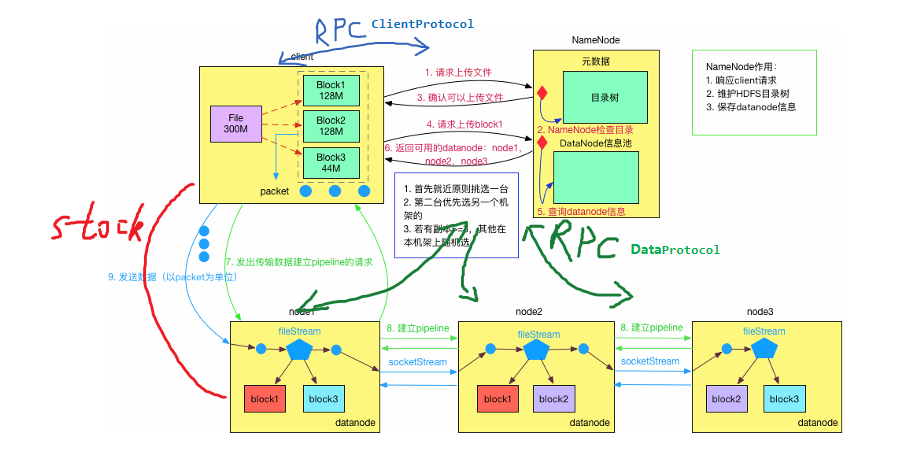 RPC ClientProtocol
client
File
300M
Block1
128M
Block2
128M
Block3
44M
packet
1. 请求上传文件
3. 确认可以上传文件
4. 请求上传block1
6. 返回可用的datanode：node1，
node2，node3
NameNode
元数据
目录树
2. NameNode检查目录
DataNode信息池
5. 查询datanode信息
NameNode作用：
1. 响应client请求
2. 维护HDFS目录树
3. 保存datanode信息
1. 首先就近原则挑选一台
2. 第二台优先选另一个机
架的
3. 若有副本>=3，其他在
本机架上随机选
stock
RPC
DataProtocol
7. 发出传输数据建立pipeline的请求
9. 发送数据（以packet为单位）
node1
fileStream
block1
block3
datanode
8. 建立pipeline
socketStream
node2
fileStream
block1
block2
datanode
8. 建立pipeline
socketStream
node3
fileStream
block2
block3
datanode